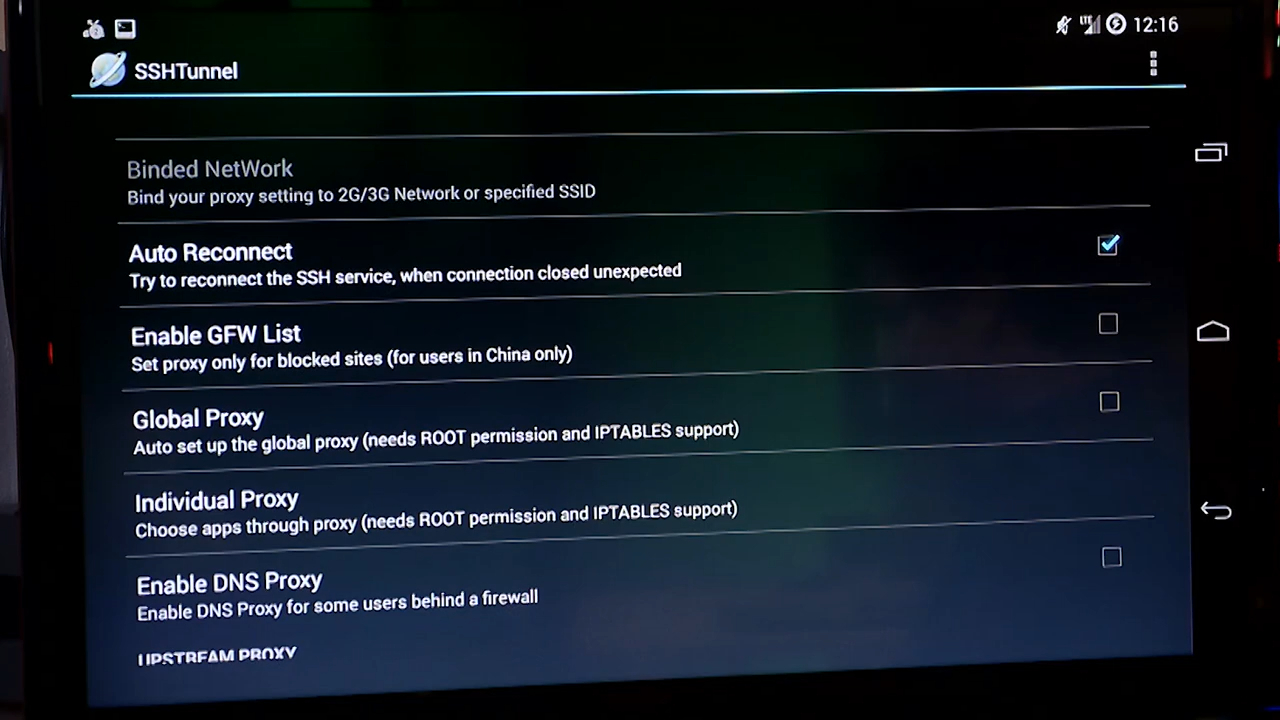 LTE 12:16
SSHTunnel
Binded NetWork
Bind your proxy setting to 2G/3G Network or specified SSID
Auto Reconnect
Try to reconnect the SSH service, when connection closed unexpected
Enable GFW List
Set proxy only for blocked sites (for users in China only)
Global Proxy
Auto set up the global proxy (needs ROOT permission and IPTABLES support)
Individual Proxy
Choose apps through proxy (needs ROOT permission and IPTABLES support)
Enable DNS Proxy
Enable DNS Proxy for some users behind a firewall
UPSTREAM PROXY